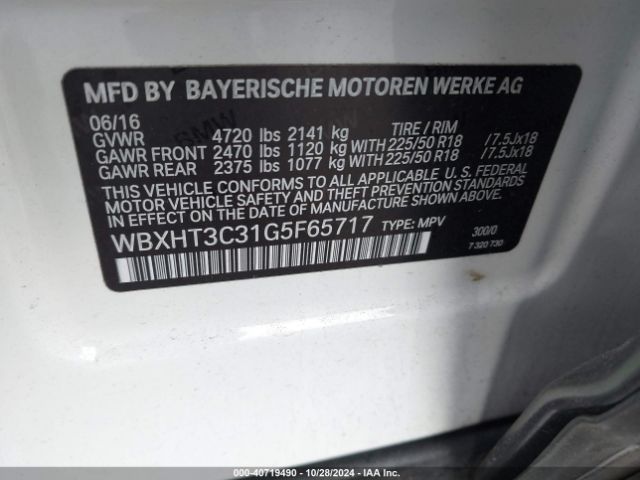 MFD BY BAYERISCHE MOTOREN WERKE AG
06/16
GVWR 4720 lbs 2141 kg TIRE / RIM
GAWR FRONT 2470 lbs 1120 kg WITH 225/50 R18 /7.5Jx18
GAWR REAR 2375 lbs 1077 kg WITH 225/50 R18 /7.5Jx18
THIS VEHICLE CONFORMS TO ALL APPLICABLE U. S. FEDERAL
MOTOR VEHICLE SAFETY, BUMPER, AND THEFT PREVENTION
STANDARDS IN EFFECT ON THE DATE OF MANUFACTURE SHOWN ABOVE.
WBXHT3C31G5F65717 TYPE: MPV
300/0
7 320 730
000-40719490 - 10/28/2024 - IAA Inc.